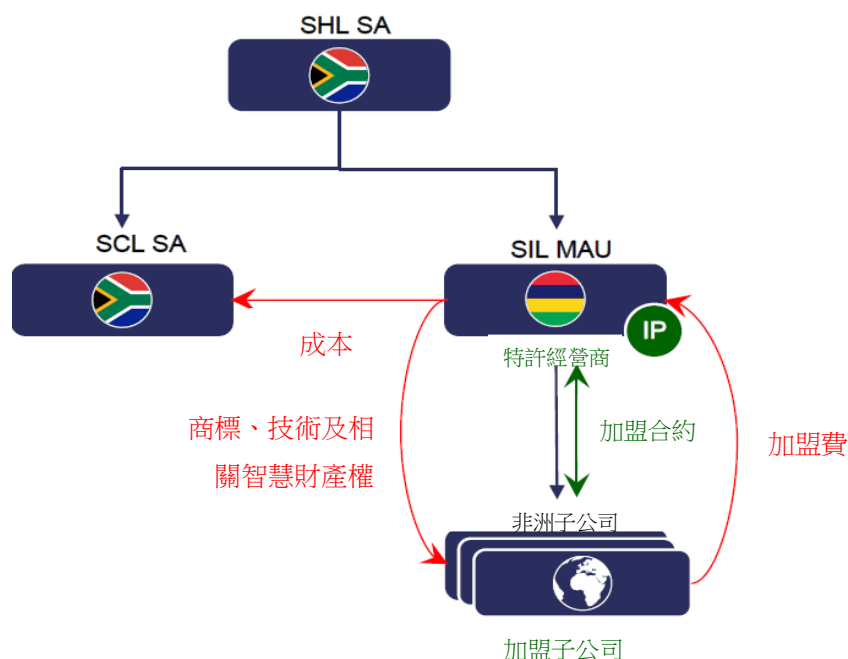 SHL SA
SCL SA
SIL MAU
IP
特許經營商
成本
商標、技術及相
關智慧財產權
加盟合約
加盟費
非洲子公司
加盟子公司